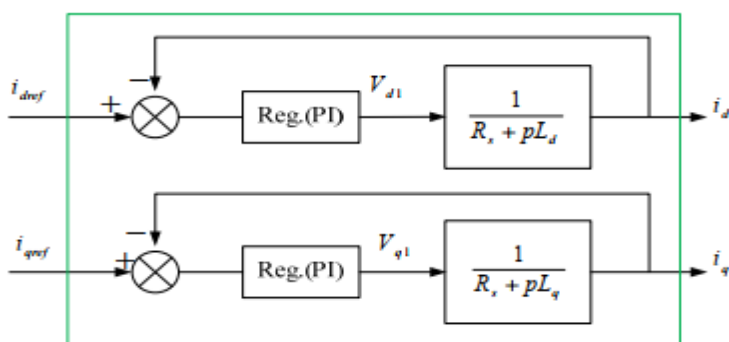 −
i_dref
+
Reg.(PI)
V_d1
1
R_s + pL_d
i_d
−
i_qref
+
Reg.(PI)
V_q1
1
R_s + pL_q
i_q